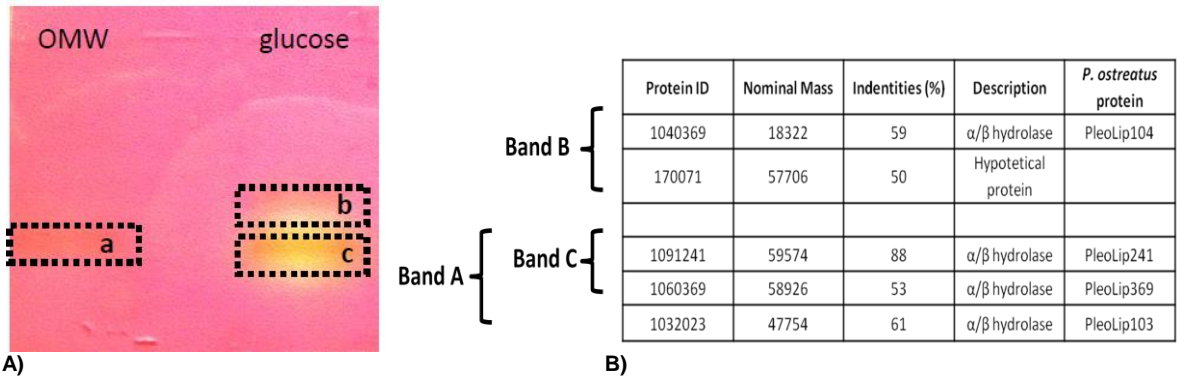 OMW glucose
b
a
c
A)
Band B
Band C
Band A
Protein ID Nominal Mass Indentities (%) Description P. ostreatus protein
1040369 18322 59 α/β hydrolase PleoLip104
170071 57706 50 Hypotetical protein
1091241 59574 88 α/β hydrolase PleoLip241
1060369 58926 53 α/β hydrolase PleoLip369
1032023 47754 61 α/β hydrolase PleoLip103
B)